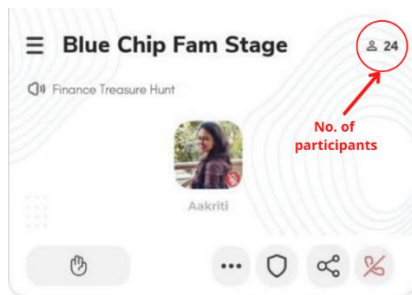 Blue Chip Fam Stage
24
Finance Treasure Hunt
No. of
participants
Aakriti